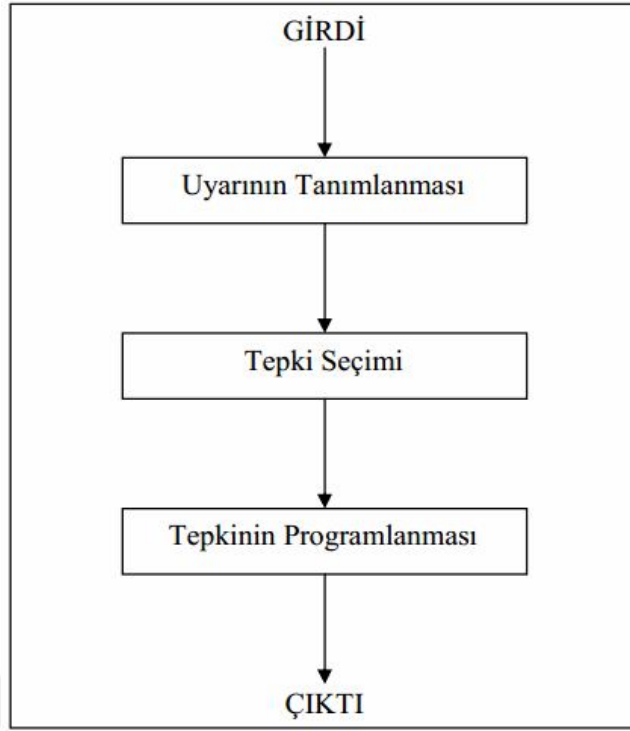 GİRDİ
Uyarının Tanımlanması
Tepki Seçimi
Tepkinin Programlanması
ÇIKTI